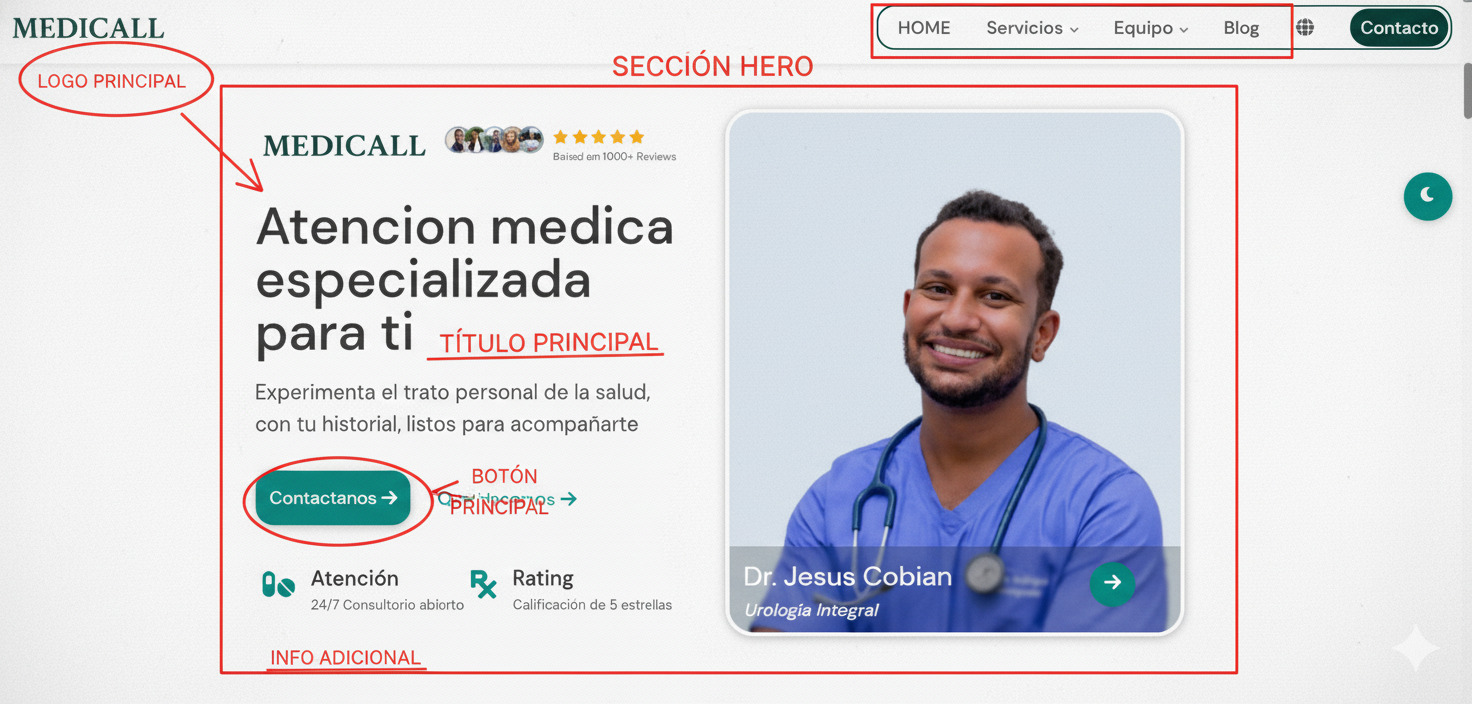 MEDICALL
HOME Servicios Equipo Blog Contacto
LOGO PRINCIPAL
SECCIÓN HERO
MEDICALL
Baised em 1000+ Reviews
Atencion medica
especializada
para ti
TÍTULO PRINCIPAL
Experimenta el trato personal de la salud,
con tu historial, listos para acompañarte
Contactanos
BOTÓN
PRINCIPAL
Atención
24/7 Consultorio abiorto
Rating
Calificación de 5 estrellas
INFO ADICIONAL
Dr. Jesus Cobian
Urología Integral